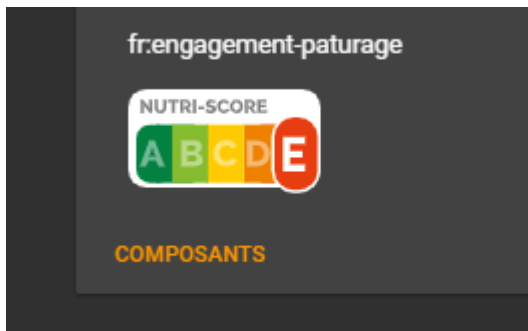 fr:engagement-paturage
NUTRI-SCORE
A B C D E
COMPOSANTS